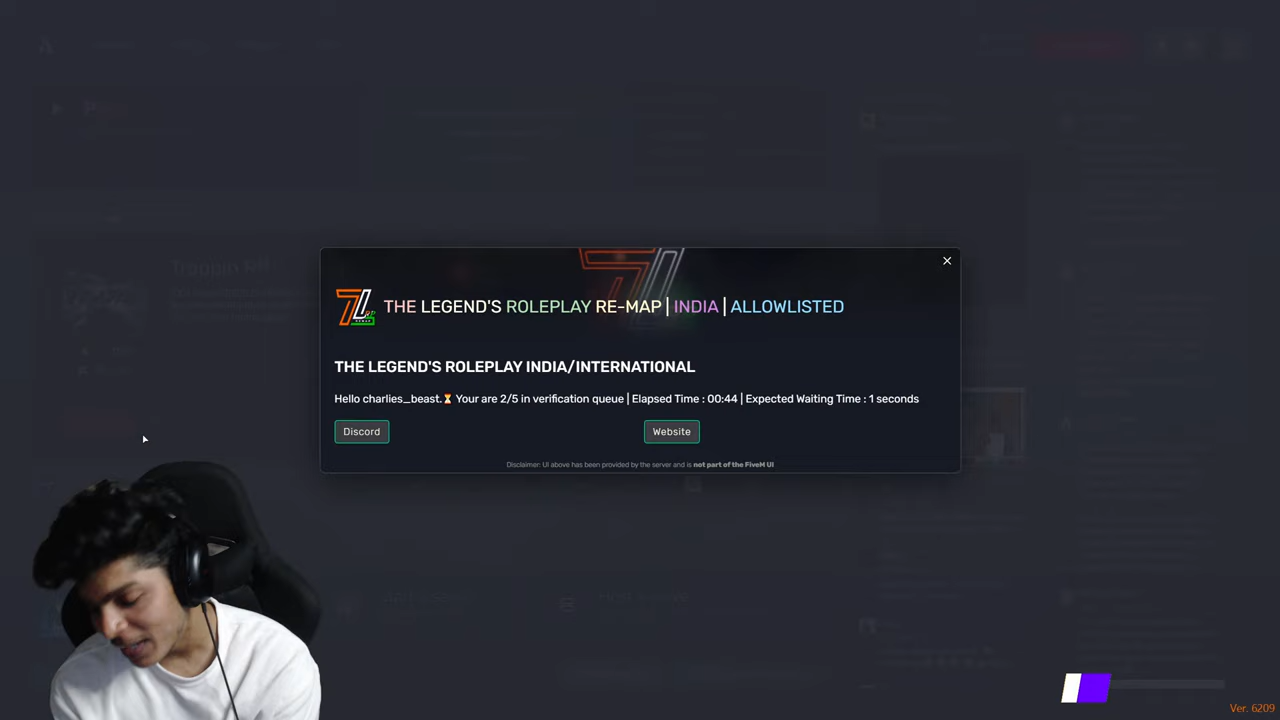 THE LEGEND'S ROLEPLAY RE-MAP | INDIA | ALLOWLISTED
THE LEGEND'S ROLEPLAY INDIA/INTERNATIONAL
Hello charlies_beast.⌛ Your are 2/5 in verification queue | Elapsed Time : 00:44 | Expected Waiting Time : 1 seconds
Discord
Website
Disclaimer: UI above has been provided by the server and is not part of the FiveM UI
Ver. 6209